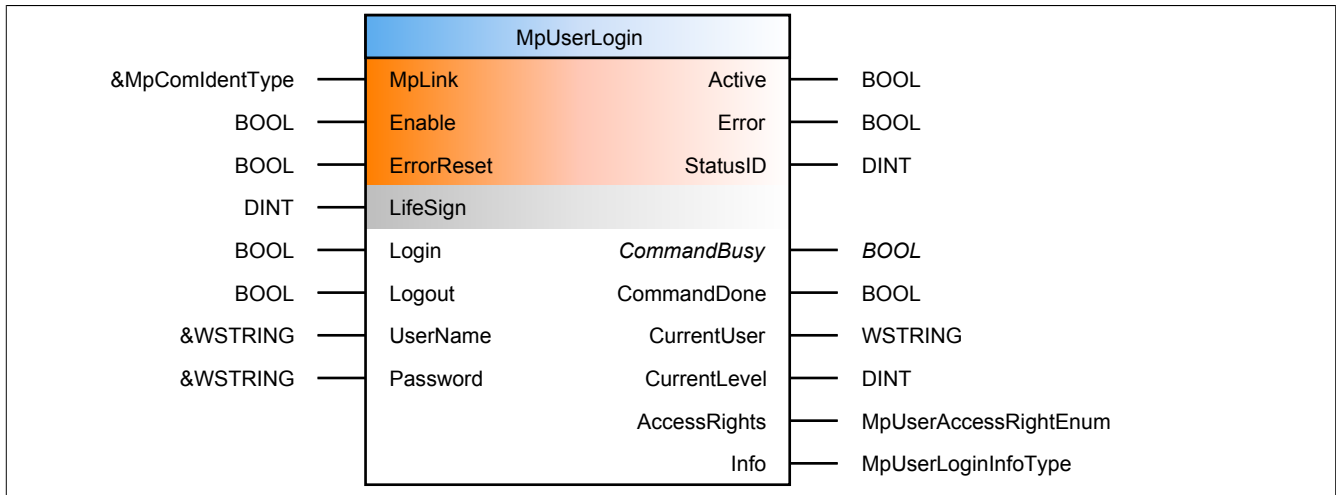 MpUserLogin
&MpComIdentType MpLink Active BOOL
BOOL Enable Error BOOL
BOOL ErrorReset StatusID DINT
DINT LifeSign
BOOL Login CommandBusy BOOL
BOOL Logout CommandDone BOOL
&WSTRING UserName CurrentUser WSTRING
&WSTRING Password CurrentLevel DINT
AccessRights MpUserAccessRightEnum
Info MpUserLoginInfoType